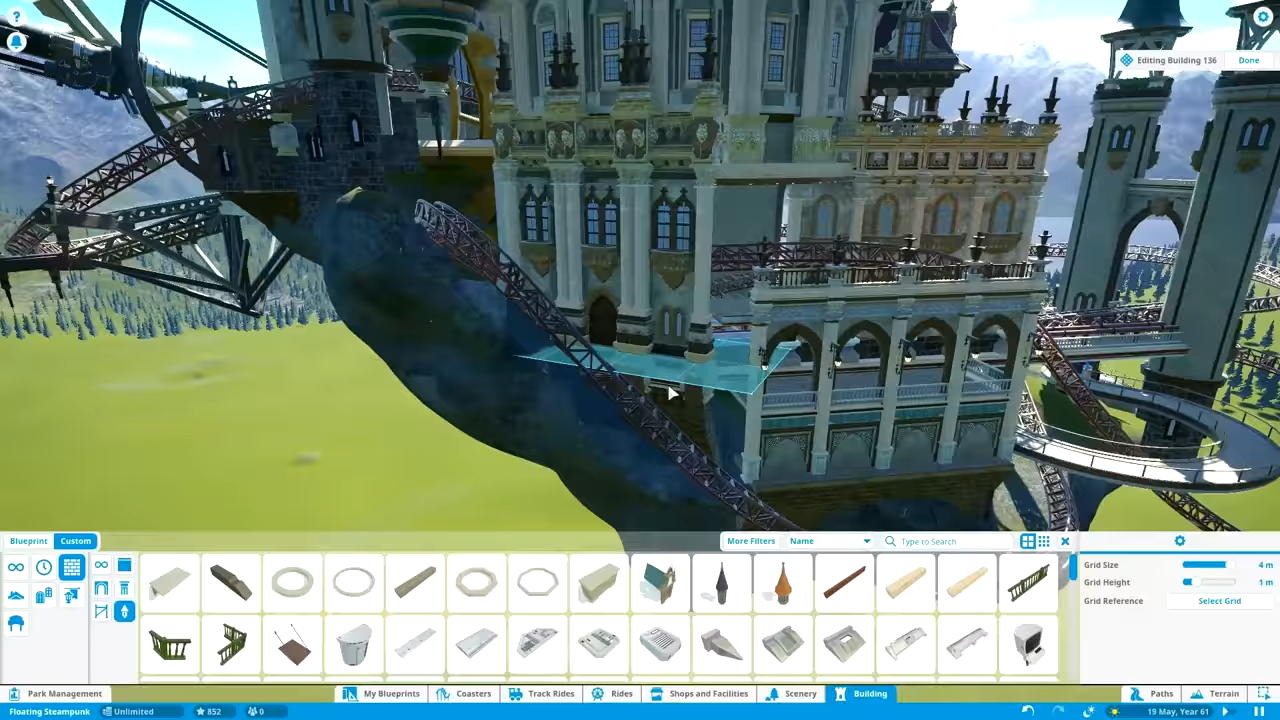 ?
Editing Building 136
Done
Blueprint
Custom
More Filters
Name
Type to Search
Grid Size
4 m
Grid Height
1 m
Grid Reference
Select Grid
Park Management
My Blueprints
Coasters
Track Rides
Rides
Shops and Facilities
Scenery
Building
Paths
Terrain
Floating Steampunk
Unlimited
852
0
19 May, Year 61